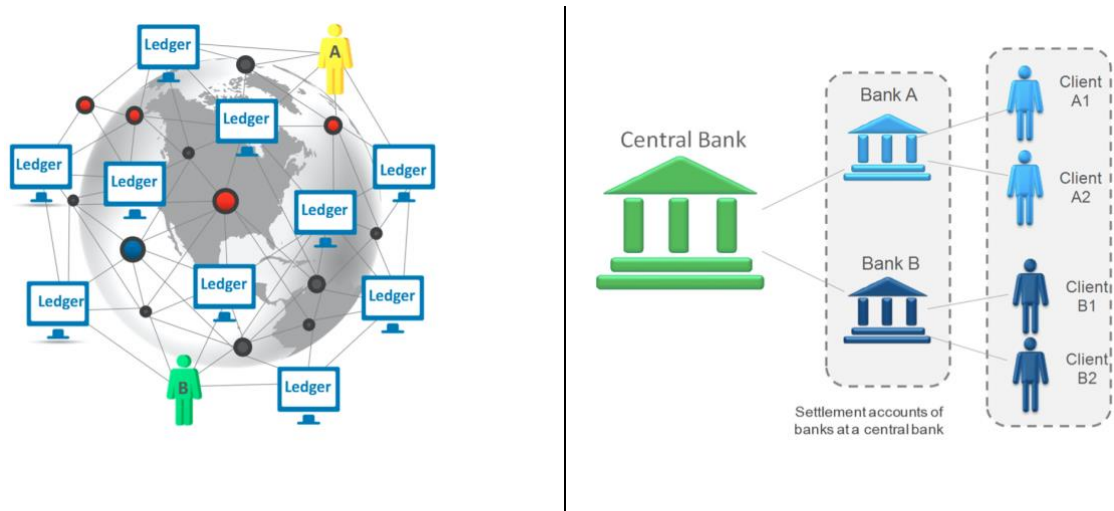 Ledger
A
Ledger
Ledger
Ledger
Ledger
Ledger
Ledger
Ledger
Ledger
B
Ledger
Central Bank
Bank A
Client
A1
Client
A2
Bank B
Client
B1
Client
B2
Settlement accounts of
banks at a central bank